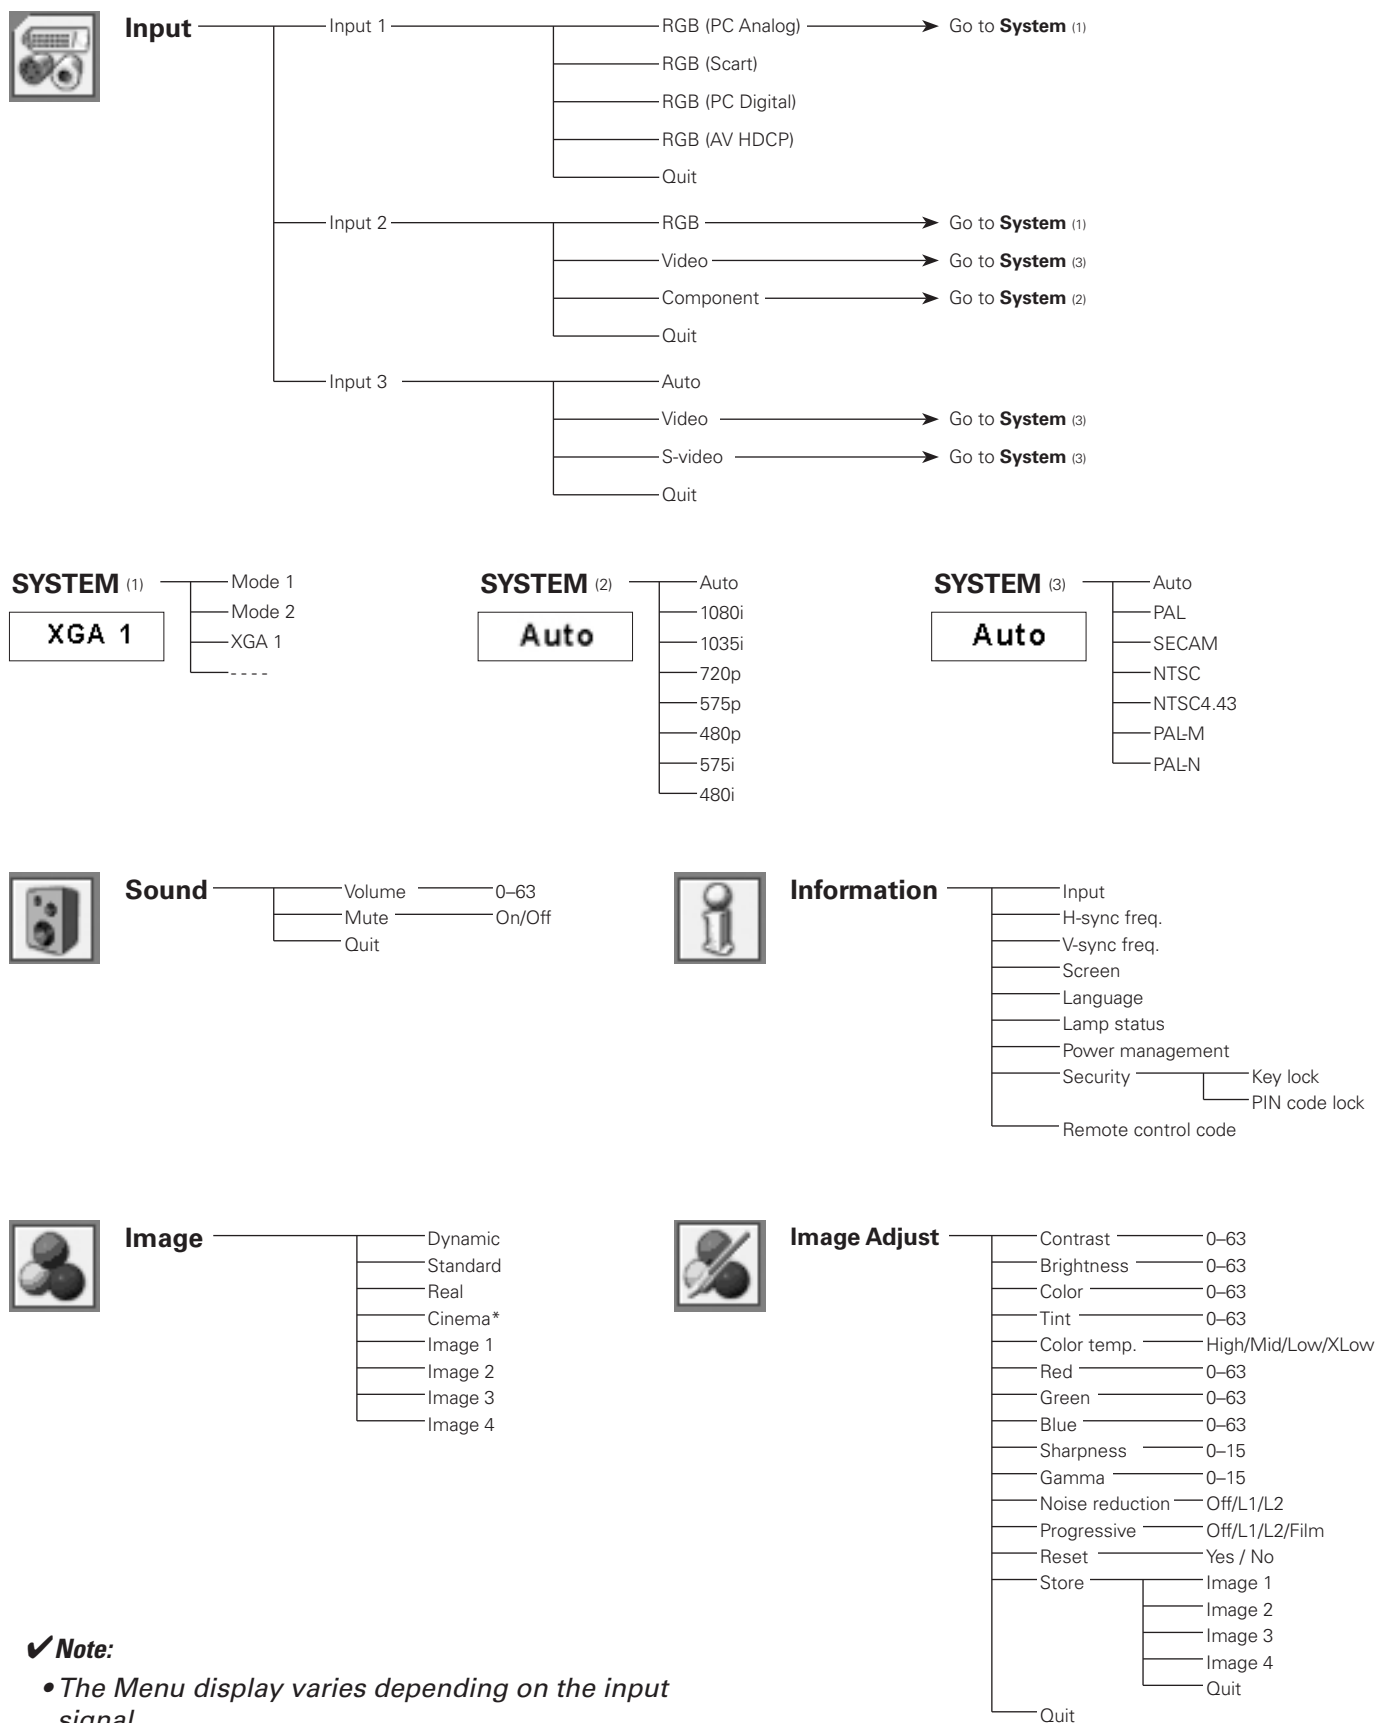 Input
Input 1
RGB (PC Analog)
Go to System (1)
RGB (Scart)
RGB (PC Digital)
RGB (AV HDCP)
Quit
Input 2
RGB
Go to System (1)
Video
Go to System (3)
Component
Go to System (2)
Quit
Input 3
Auto
Video
Go to System (3)
S-video
Go to System (3)
Quit
SYSTEM (1)
XGA 1
Mode 1
Mode 2
XGA 1
- - - -
SYSTEM (2)
Auto
Auto
1080i
1035i
720p
575p
480p
575i
480i
SYSTEM (3)
Auto
Auto
PAL
SECAM
NTSC
NTSC4.43
PAL-M
PAL-N
Sound
Volume
0–63
Mute
On/Off
Quit
Information
Input
H-sync freq.
V-sync freq.
Screen
Language
Lamp status
Power management
Security
Key lock
PIN code lock
Remote control code
Image
Dynamic
Standard
Real
Cinema*
Image 1
Image 2
Image 3
Image 4
Image Adjust
Contrast
0–63
Brightness
0–63
Color
0–63
Tint
0–63
Color temp.
High/Mid/Low/XLow
Red
0–63
Green
0–63
Blue
0–63
Sharpness
0–15
Gamma
0–15
Noise reduction
Off/L1/L2
Progressive
Off/L1/L2/Film
Reset
Yes / No
Store
Image 1
Image 2
Image 3
Image 4
Quit
Quit
✔Note:
•The Menu display varies depending on the input
signal